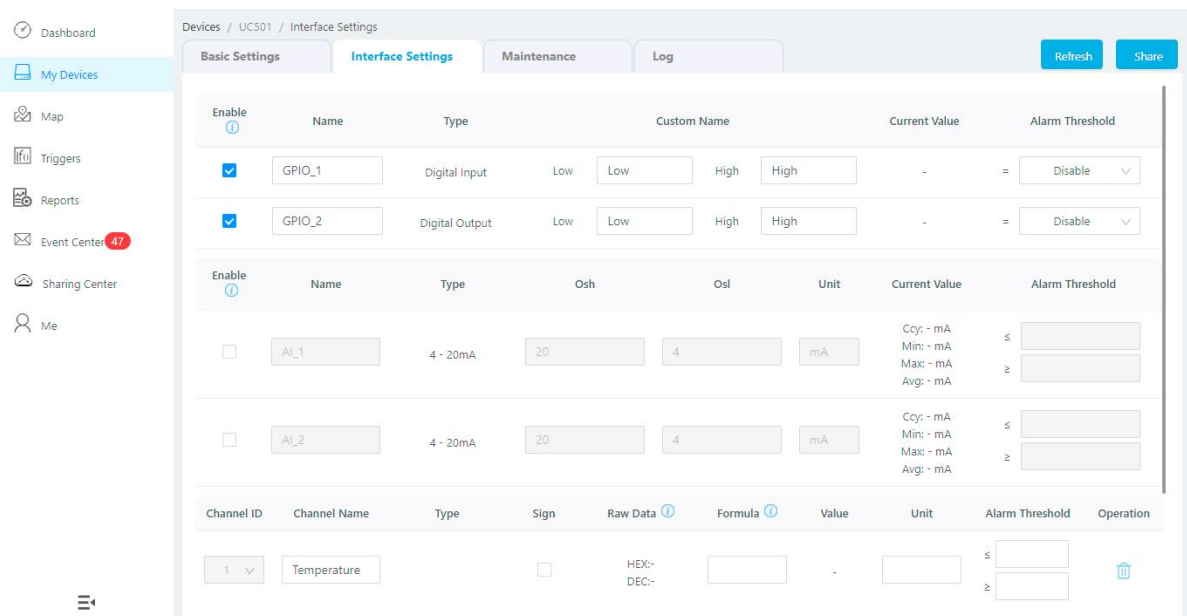 Dashboard
My Devices
Map
Triggers
Reports
Event Center 47
Sharing Center
Me
Devices / UC501 / Interface Settings
Basic Settings Interface Settings Maintenance Log Refresh Share
Enable Name Type Custom Name Current Value Alarm Threshold
GPIO_1 Digital Input Low Low High High - = Disable
GPIO_2 Digital Output Low Low High High - = Disable
Enable Name Type Osh Osl Unit Current Value Alarm Threshold
AI_1 4 - 20mA 20 4 mA
Ccy: - mA
Min: - mA
Max: - mA
Avg: - mA
≤
≥
AI_2 4 - 20mA 20 4 mA
Ccy: - mA
Min: - mA
Max: - mA
Avg: - mA
≤
≥
Channel ID Channel Name Type Sign Raw Data Formula Value Unit Alarm Threshold Operation
1 Temperature
HEX:-
DEC:-
-
≤
≥